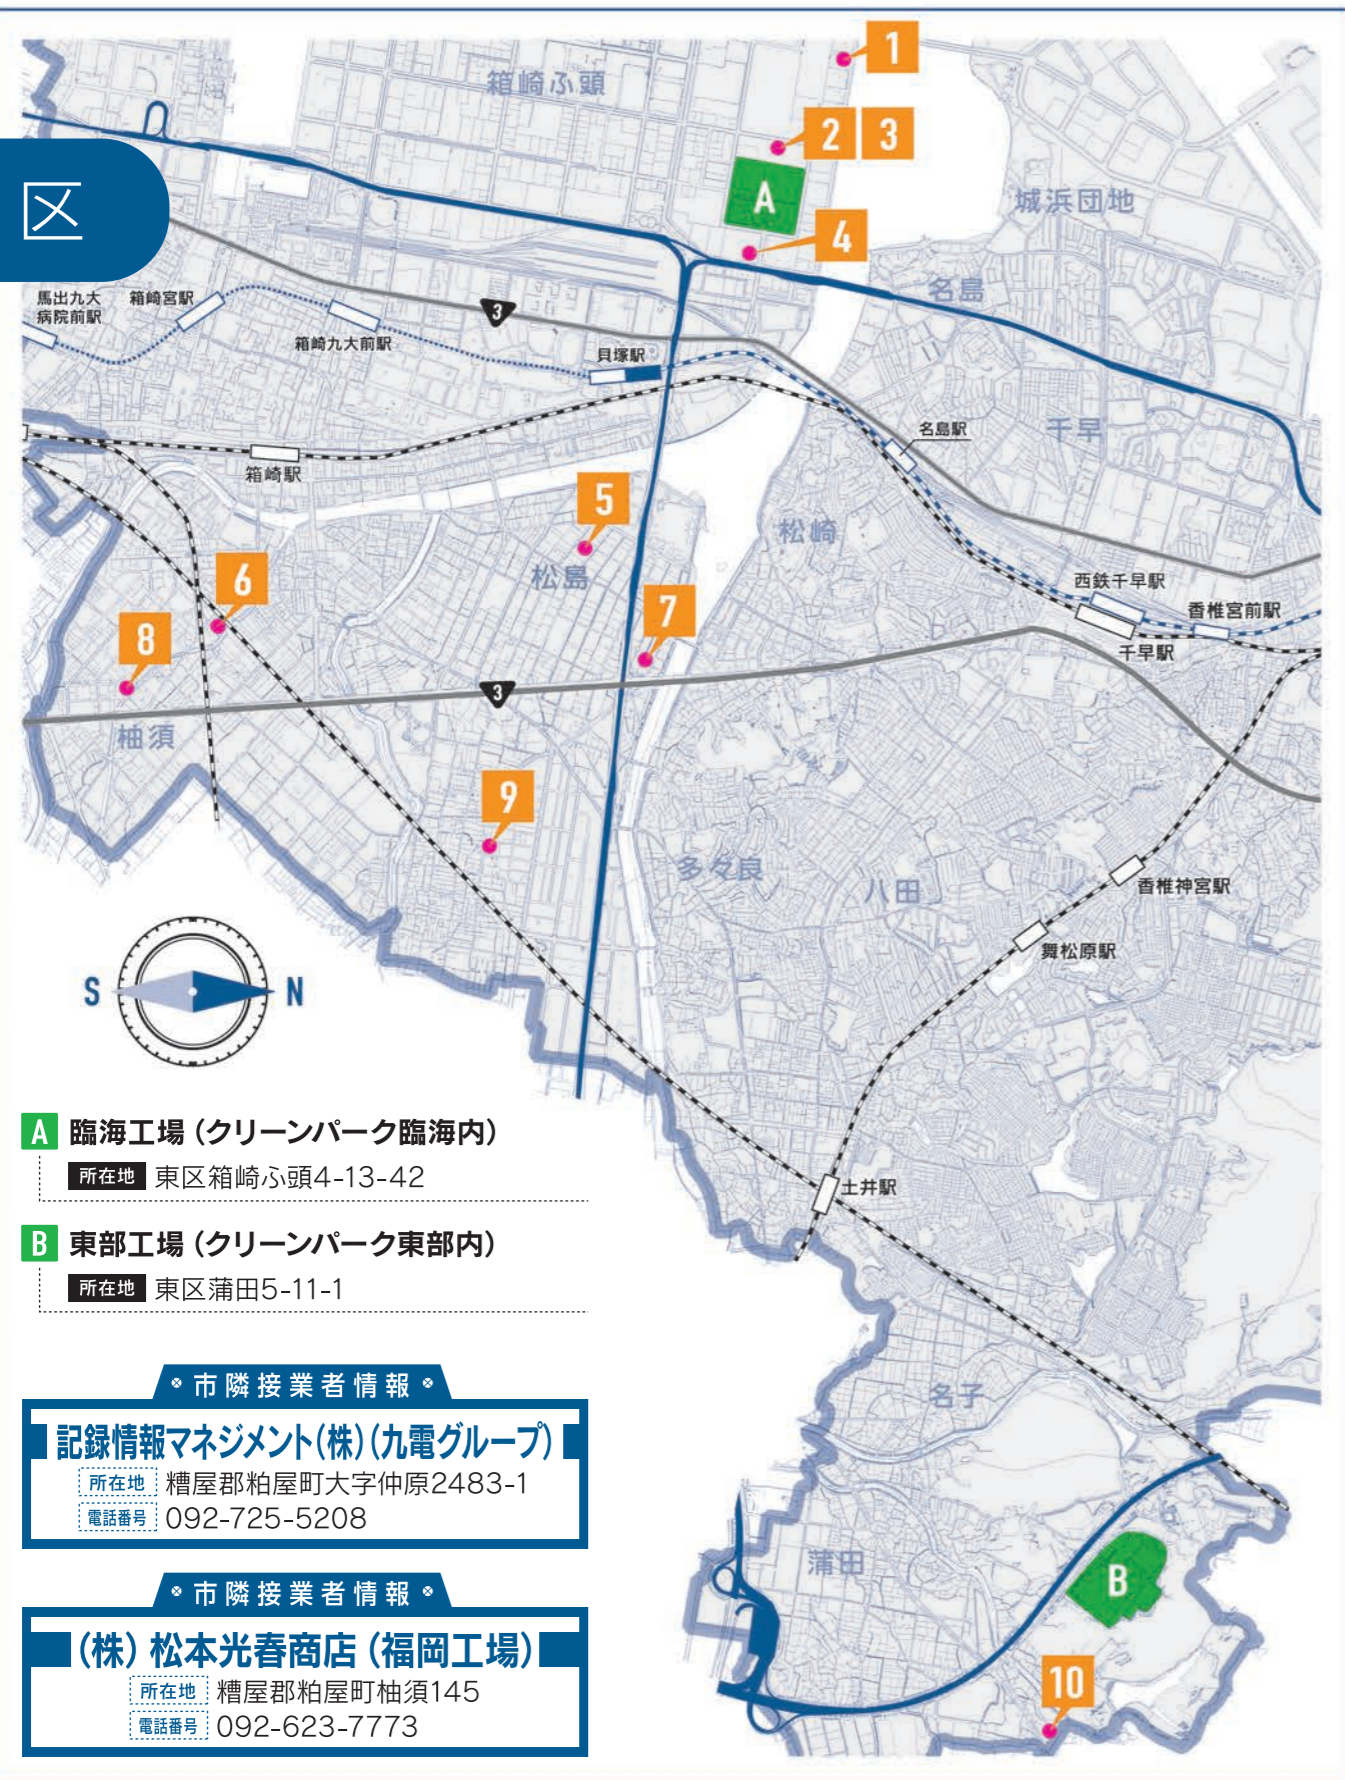 1
箱崎ふ頭
2 3
区
A
城浜団地
4
名島
馬出九大
病院前駅
箱崎宮駅
3
箱崎九大前駅
貝塚駅
千早
名島駅
箱崎駅
5
松崎
松島
6
西鉄千早駅
7
香椎宮前駅
8
千早駅
3
柚須
9
多々良
八田
香椎神宮駅
舞松原駅
S N
A 臨海工場(クリーンパーク臨海内)
所在地 東区箱崎ふ頭4-13-42
土井駅
B 東部工場(クリーンパーク東部内)
所在地 東区蒲田5-11-1
市隣接業者情報
名子
記録情報マネジメント(株)(九電グループ)
所在地 糟屋郡粕屋町大字仲原2483-1
電話番号 092-725-5208
蒲田
B
市隣接業者情報
(株)松本光春商店(福岡工場)
10
所在地 糟屋郡粕屋町柚須145
電話番号 092-623-7773